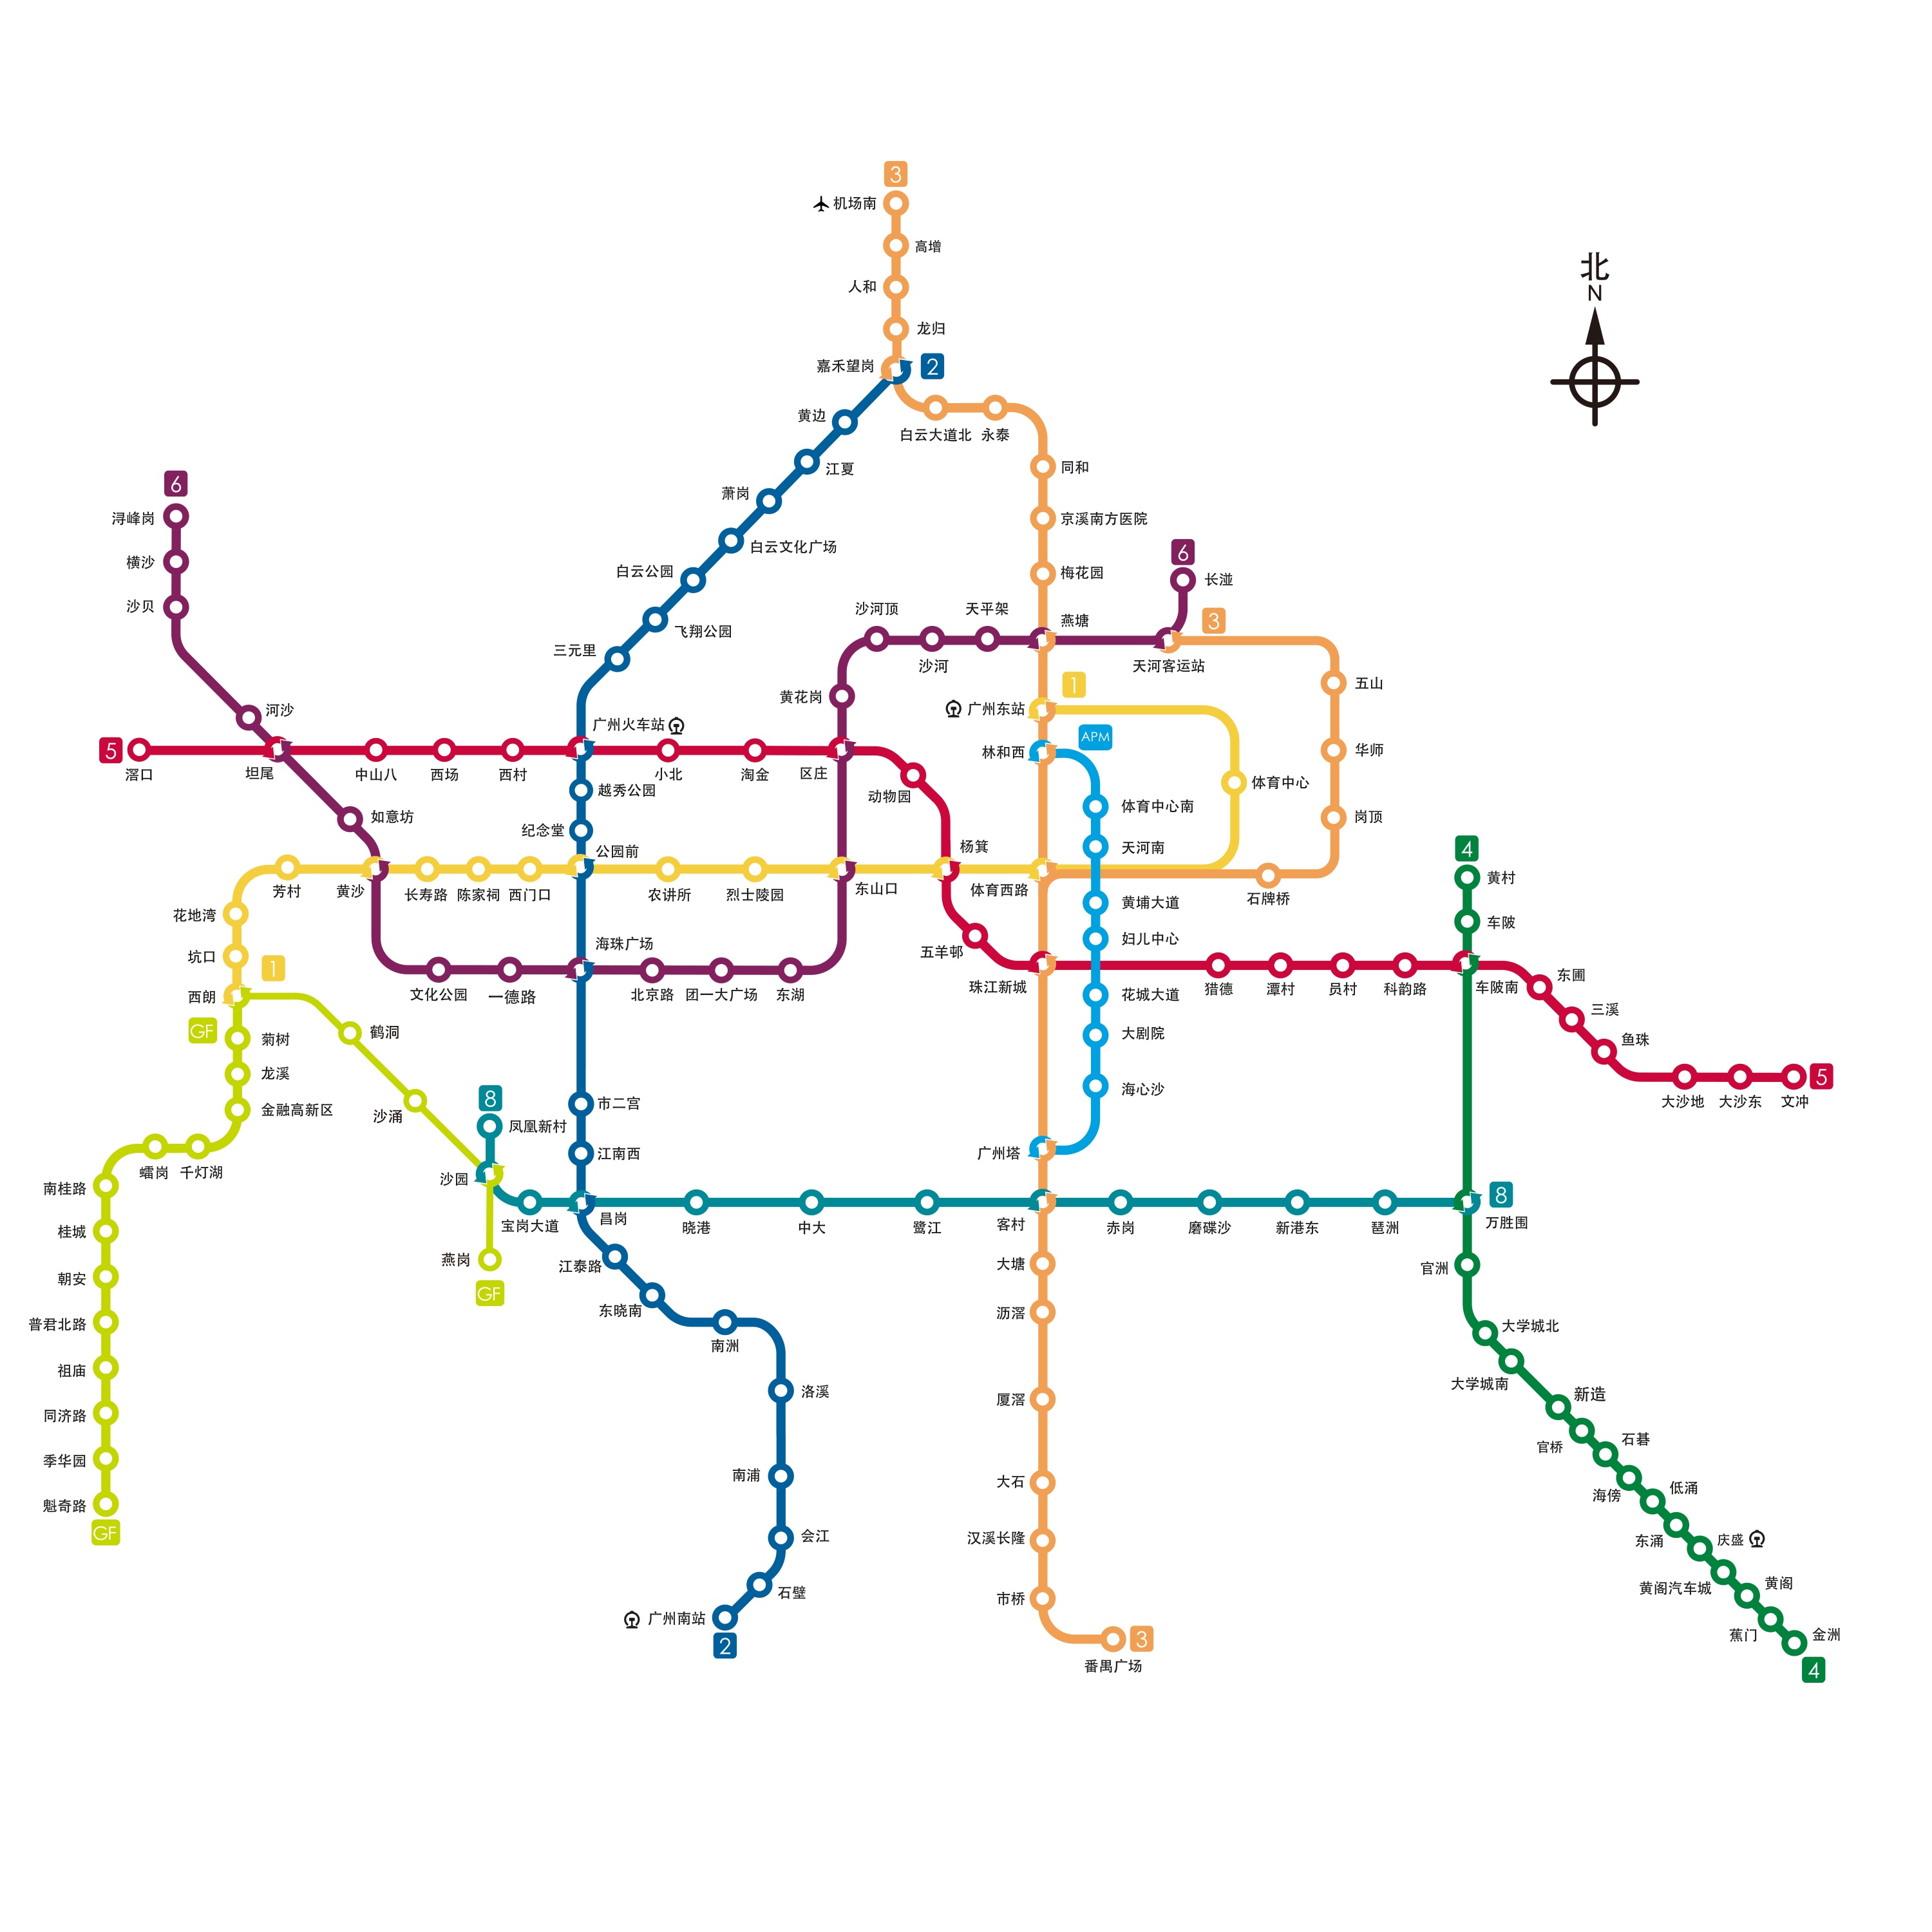 3
机场南
高增
人和
龙归
嘉禾望岗
2
黄边
白云大道北
永泰
江夏
同和
萧岗
白云文化广场
京溪南方医院
白云公园
梅花园
飞翔公园
三元里
北
N
6
浔峰岗
横沙
沙贝
河沙
6
长湴
沙河顶
天平架
燕塘
3
沙河
天河客运站
黄花岗
五山
1
广州东站
APM
林和西
华师
广州火车站
5
滘口
坦尾
中山八
西场
西村
小北
淘金
区庄
动物园
体育中心
体育中心南
岗顶
越秀公园
如意坊
纪念堂
公园前
杨箕
天河南
4
黄村
芳村
黄沙
长寿路
陈家祠
西门口
农讲所
烈士陵园
东山口
体育西路
石牌桥
花地湾
黄埔大道
车陂
坑口
海珠广场
五羊邨
妇儿中心
1
西朗
文化公园
一德路
北京路
团一大广场
东湖
珠江新城
花城大道
猎德
潭村
员村
科韵路
车陂南
东圃
三溪
鱼珠
GF
菊树
鹤洞
大剧院
龙溪
海心沙
大沙地
大沙东
文冲
5
金融高新区
沙涌
8
凤凰新村
市二宫
江南西
广州塔
蠕岗
千灯湖
沙园
南桂路
桂城
朝安
普君北路
祖庙
同济路
季华园
魁奇路
GF
宝岗大道
昌岗
晓港
中大
鹭江
客村
赤岗
磨碟沙
新港东
琶洲
8
万胜围
燕岗
GF
江泰路
东晓南
南洲
洛溪
南浦
会江
石壁
广州南站
2
大塘
沥滘
厦滘
大石
汉溪长隆
市桥
番禺广场
3
官洲
大学城北
大学城南
新造
官桥
石碁
海傍
低涌
东涌
庆盛
黄阁汽车城
黄阁
蕉门
金洲
4